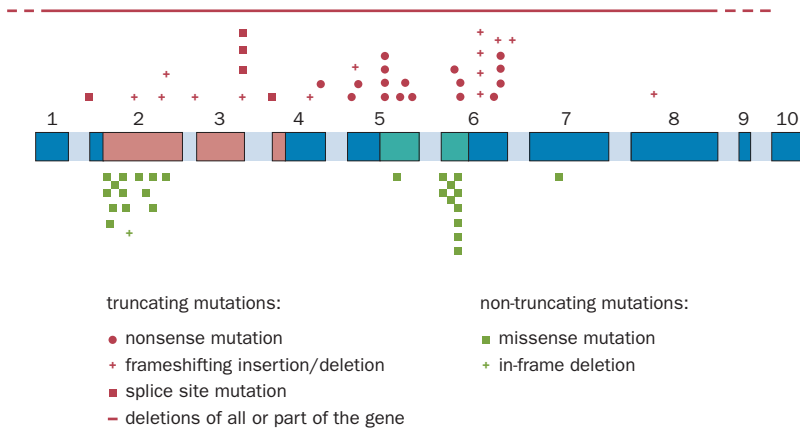 1 2 3 4 5 6 7 8 9 10
truncating mutations:
nonsense mutation
frameshifting insertion/deletion
splice site mutation
deletions of all or part of the gene
non-truncating mutations:
missense mutation
in-frame deletion